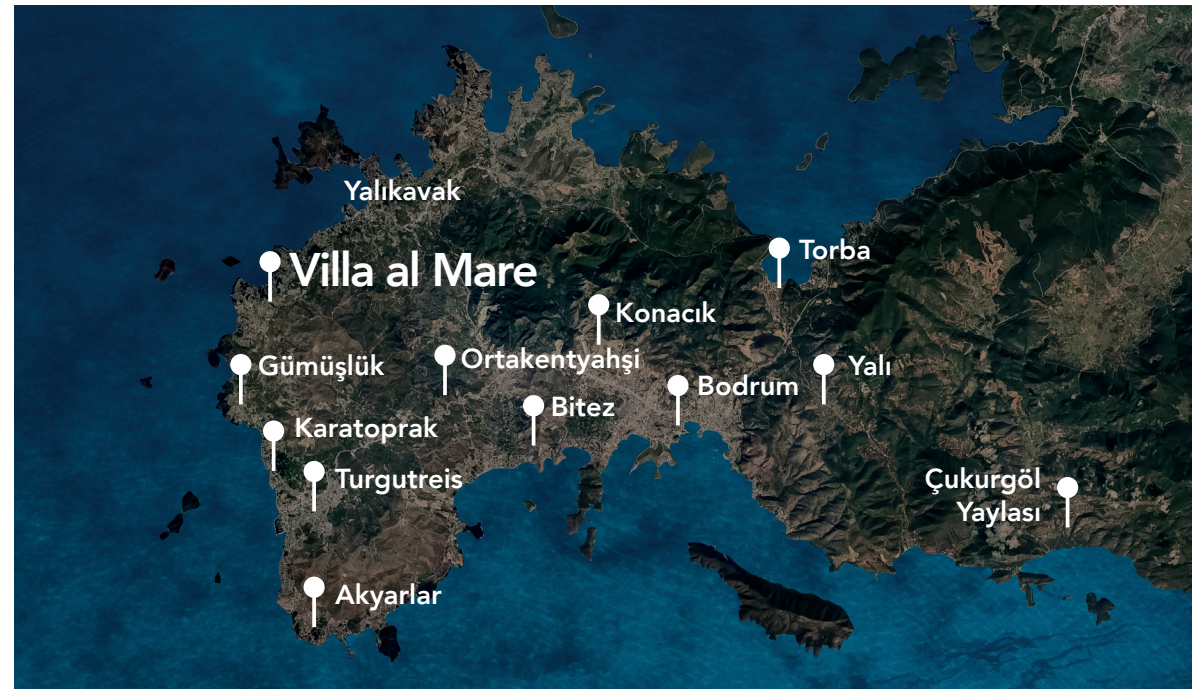 Yalıkavak
Torba
Villa al Mare
Konacık
Gümüşlük
Ortakentyahşi
Yalı
Bodrum
Bitez
Karatoprak
Turgutreis
Çukurgöl
Yaylası
Akyarlar